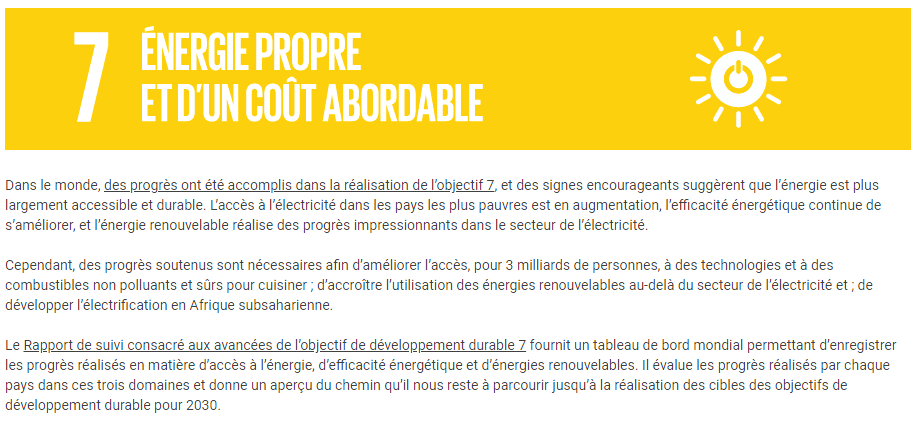 7
ÉNERGIE PROPRE
ET D'UN COÛT ABORDABLE
Dans le monde, des progrès ont été accomplis dans la réalisation de l’objectif 7, et des signes encourageants suggèrent que l’énergie est plus
largement accessible et durable. L’accès à l’électricité dans les pays les plus pauvres est en augmentation, l’efficacité énergétique continue de
s’améliorer, et l’énergie renouvelable réalise des progrès impressionnants dans le secteur de l’électricité.
Cependant, des progrès soutenus sont nécessaires afin d’améliorer l’accès, pour 3 milliards de personnes, à des technologies et à des
combustibles non polluants et sûrs pour cuisiner ; d’accroître l’utilisation des énergies renouvelables au-delà du secteur de l’électricité et ; de
développer l’électrification en Afrique subsaharienne.
Le Rapport de suivi consacré aux avancées de l’objectif de développement durable 7 fournit un tableau de bord mondial permettant d’enregistrer
les progrès réalisés en matière d’accès à l’énergie, d’efficacité énergétique et d’énergies renouvelables. Il évalue les progrès réalisés par chaque
pays dans ces trois domaines et donne un aperçu du chemin qu’il nous reste à parcourir jusqu’à la réalisation des cibles des objectifs de
développement durable pour 2030.